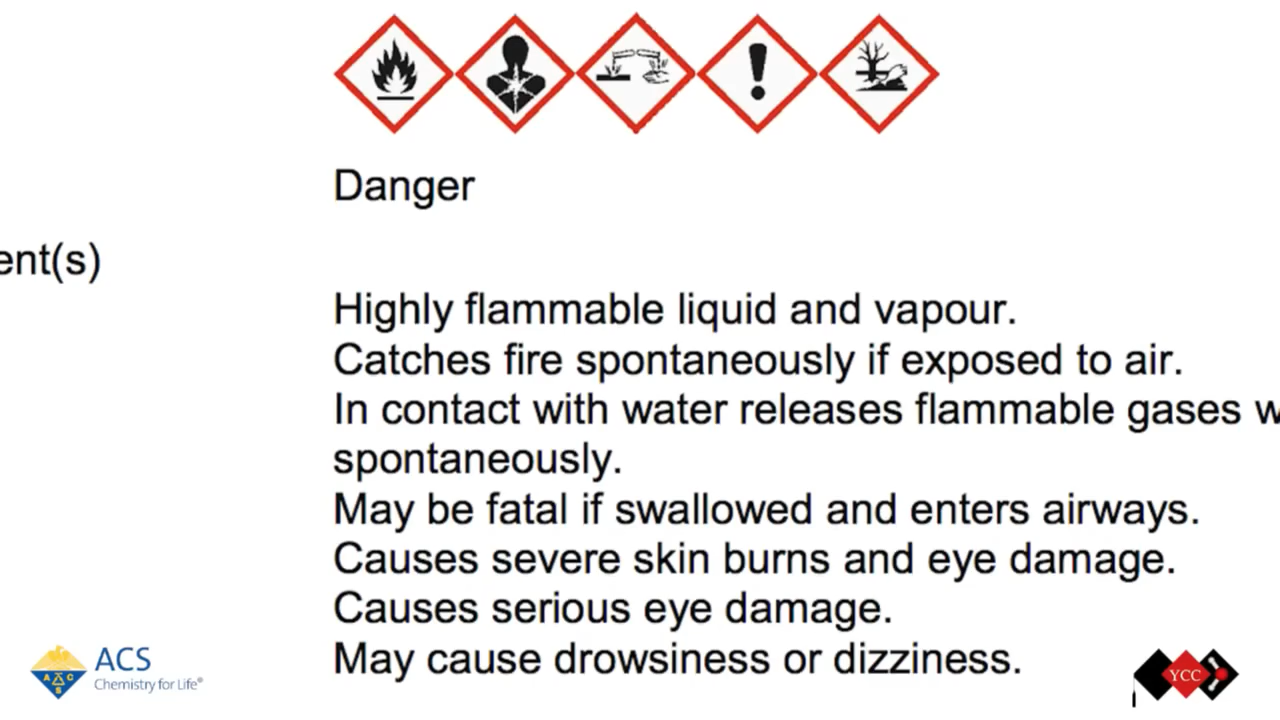 Danger
ent(s)
Highly flammable liquid and vapour.
Catches fire spontaneously if exposed to air.
In contact with water releases flammable gases w
spontaneously.
May be fatal if swallowed and enters airways.
Causes severe skin burns and eye damage.
Causes serious eye damage.
May cause drowsiness or dizziness.
ACS
Chemistry for Life®
A C S
YCC